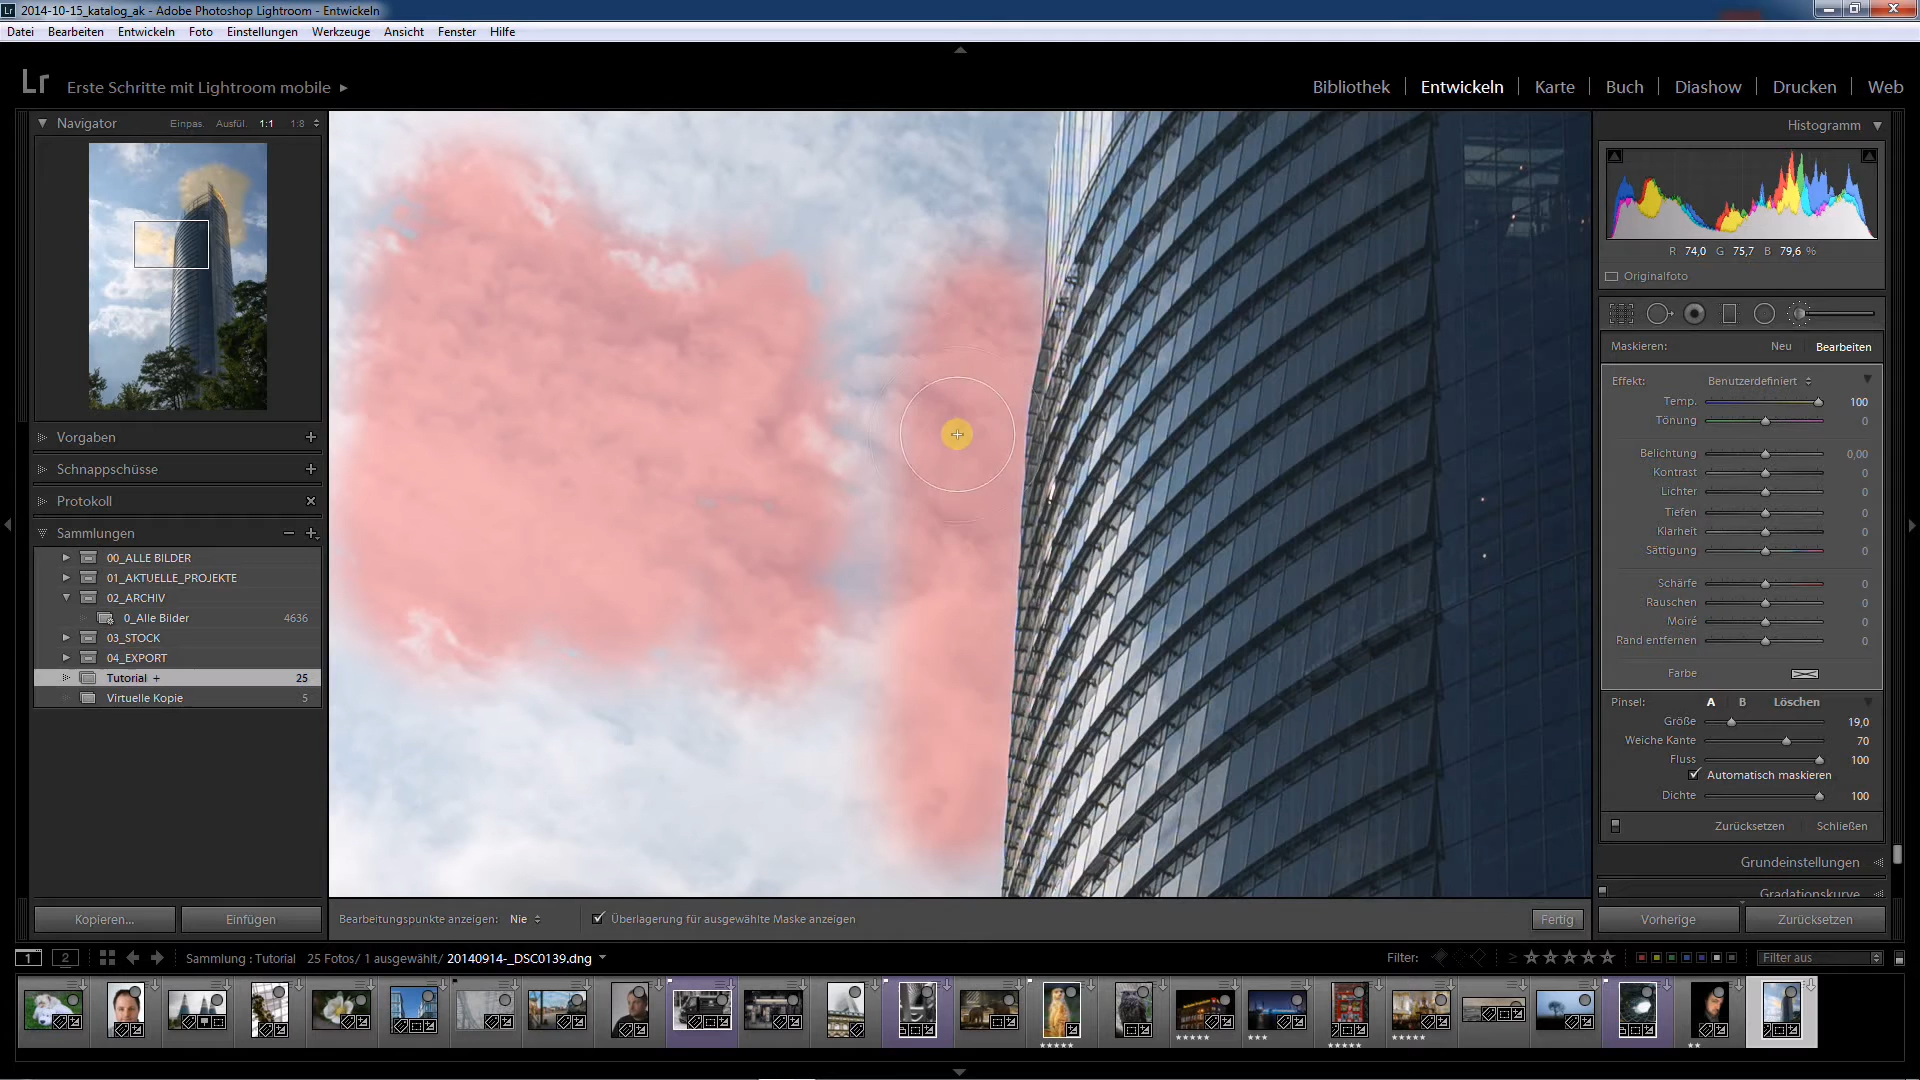 Lr 2014-10-15_katalog_ak - Adobe Photoshop Lightroom - Entwickeln
Datei Bearbeiten Entwickeln Foto Einstellungen Werkzeuge Ansicht Fenster Hilfe
Lr Erste Schritte mit Lightroom mobile
Bibliothek Entwickeln Karte Buch Diashow Drucken Web
Navigator Einpas. Ausfül. 1:1 1:8
Histogramm
R 74,0 G 75,7 B 79,6 %
Originalfoto
Maskieren: Neu Bearbeiten
Effekt: Benutzerdefiniert
Temp. 100
Tönung 0
Belichtung 0,00
Kontrast 0
Lichter 0
Tiefen 0
Klarheit 0
Sättigung 0
Schärfe 0
Rauschen 0
Moiré 0
Rand entfernen 0
Farbe
Pinsel: A B Löschen
Größe 19,0
Weiche Kante 70
Fluss 100
Automatisch maskieren
Dichte 100
Zurücksetzen Schließen
Grundeinstellungen
Gradationskurve
Vorherige Zurücksetzen
Vorgaben
Schnappschüsse
Protokoll
Sammlungen
00_ALLE BILDER
01_AKTUELLE_PROJEKTE
02_ARCHIV
0_Alle Bilder 4636
03_STOCK
04_EXPORT
Tutorial + 25
Virtuelle Kopie 5
Kopieren... Einfügen
Bearbeitungspunkte anzeigen: Nie Überlagerung für ausgewählte Maske anzeigen Fertig
1 2 Sammlung : Tutorial 25 Fotos/ 1 ausgewählt/ 20140914-_DSC0139.dng Filter: Filter aus